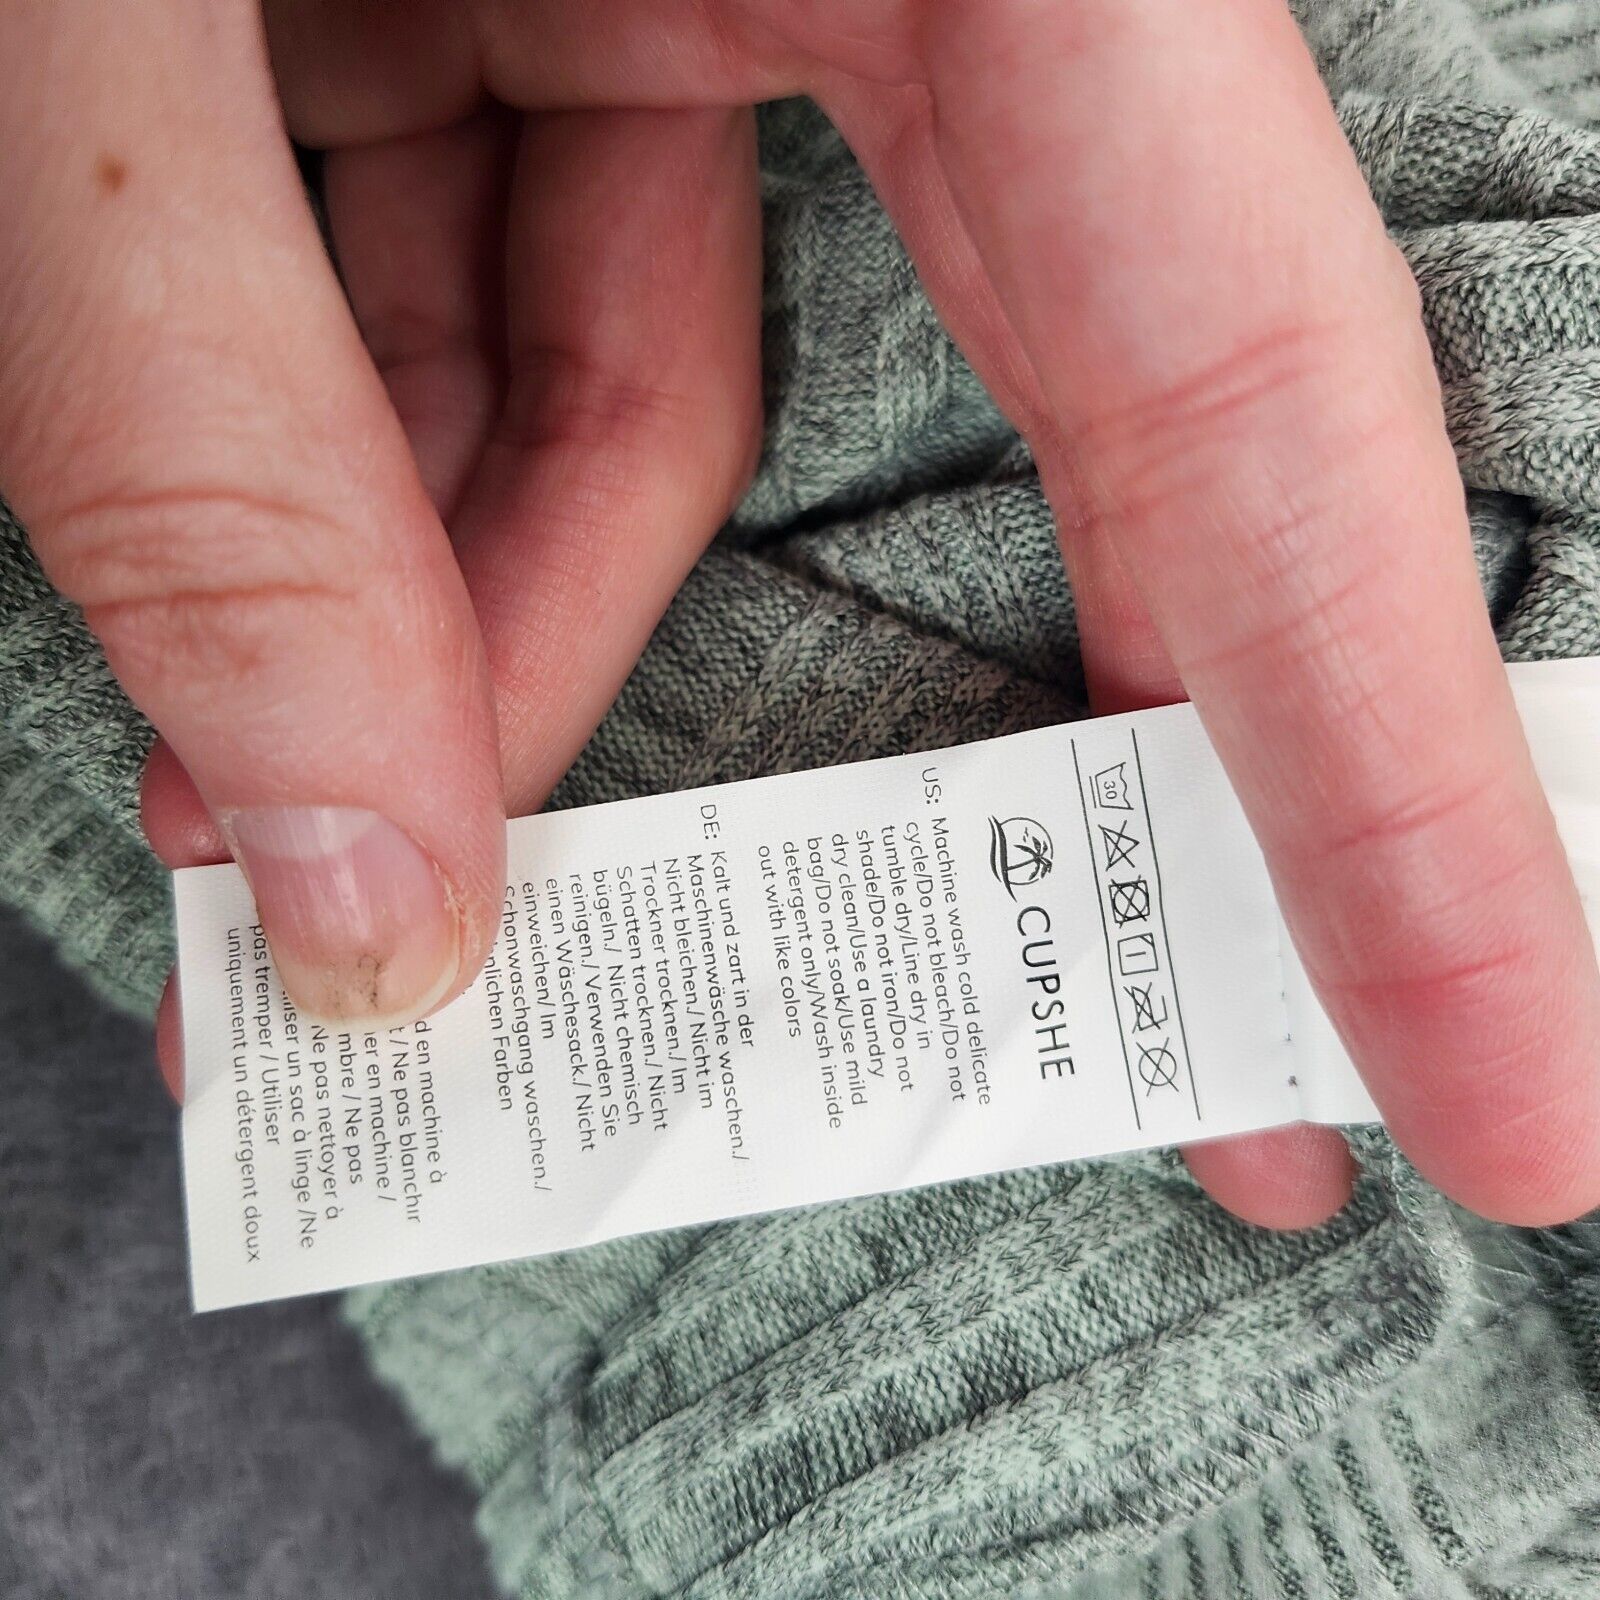 30
CUPSHE
US: Machine wash cold delicate
cycle/Do not bleach/Do not
tumble dry/Line dry in
shade/Do not iron/Do not
dry clean/Use a laundry
bag/Do not soak/Use mild
detergent only/Wash inside
out with like colors
DE: Kalt und zart in der
Maschinenwäsche waschen./
Nicht bleichen./ Nicht im
Trockner trocknen./ Im
Schatten trocknen./ Nicht
bügeln./ Nicht chemisch
reinigen./ Verwenden Sie
einen Wäschesack./ Nicht
einweichen/ Im
Schonwaschgang waschen./
Farben
en machine à
/ Ne pas blanchir
en machine /
/ Ne pas
Ne pas nettoyer à
un sac à linge /Ne
pas tremper / Utiliser
uniquement un détergent doux